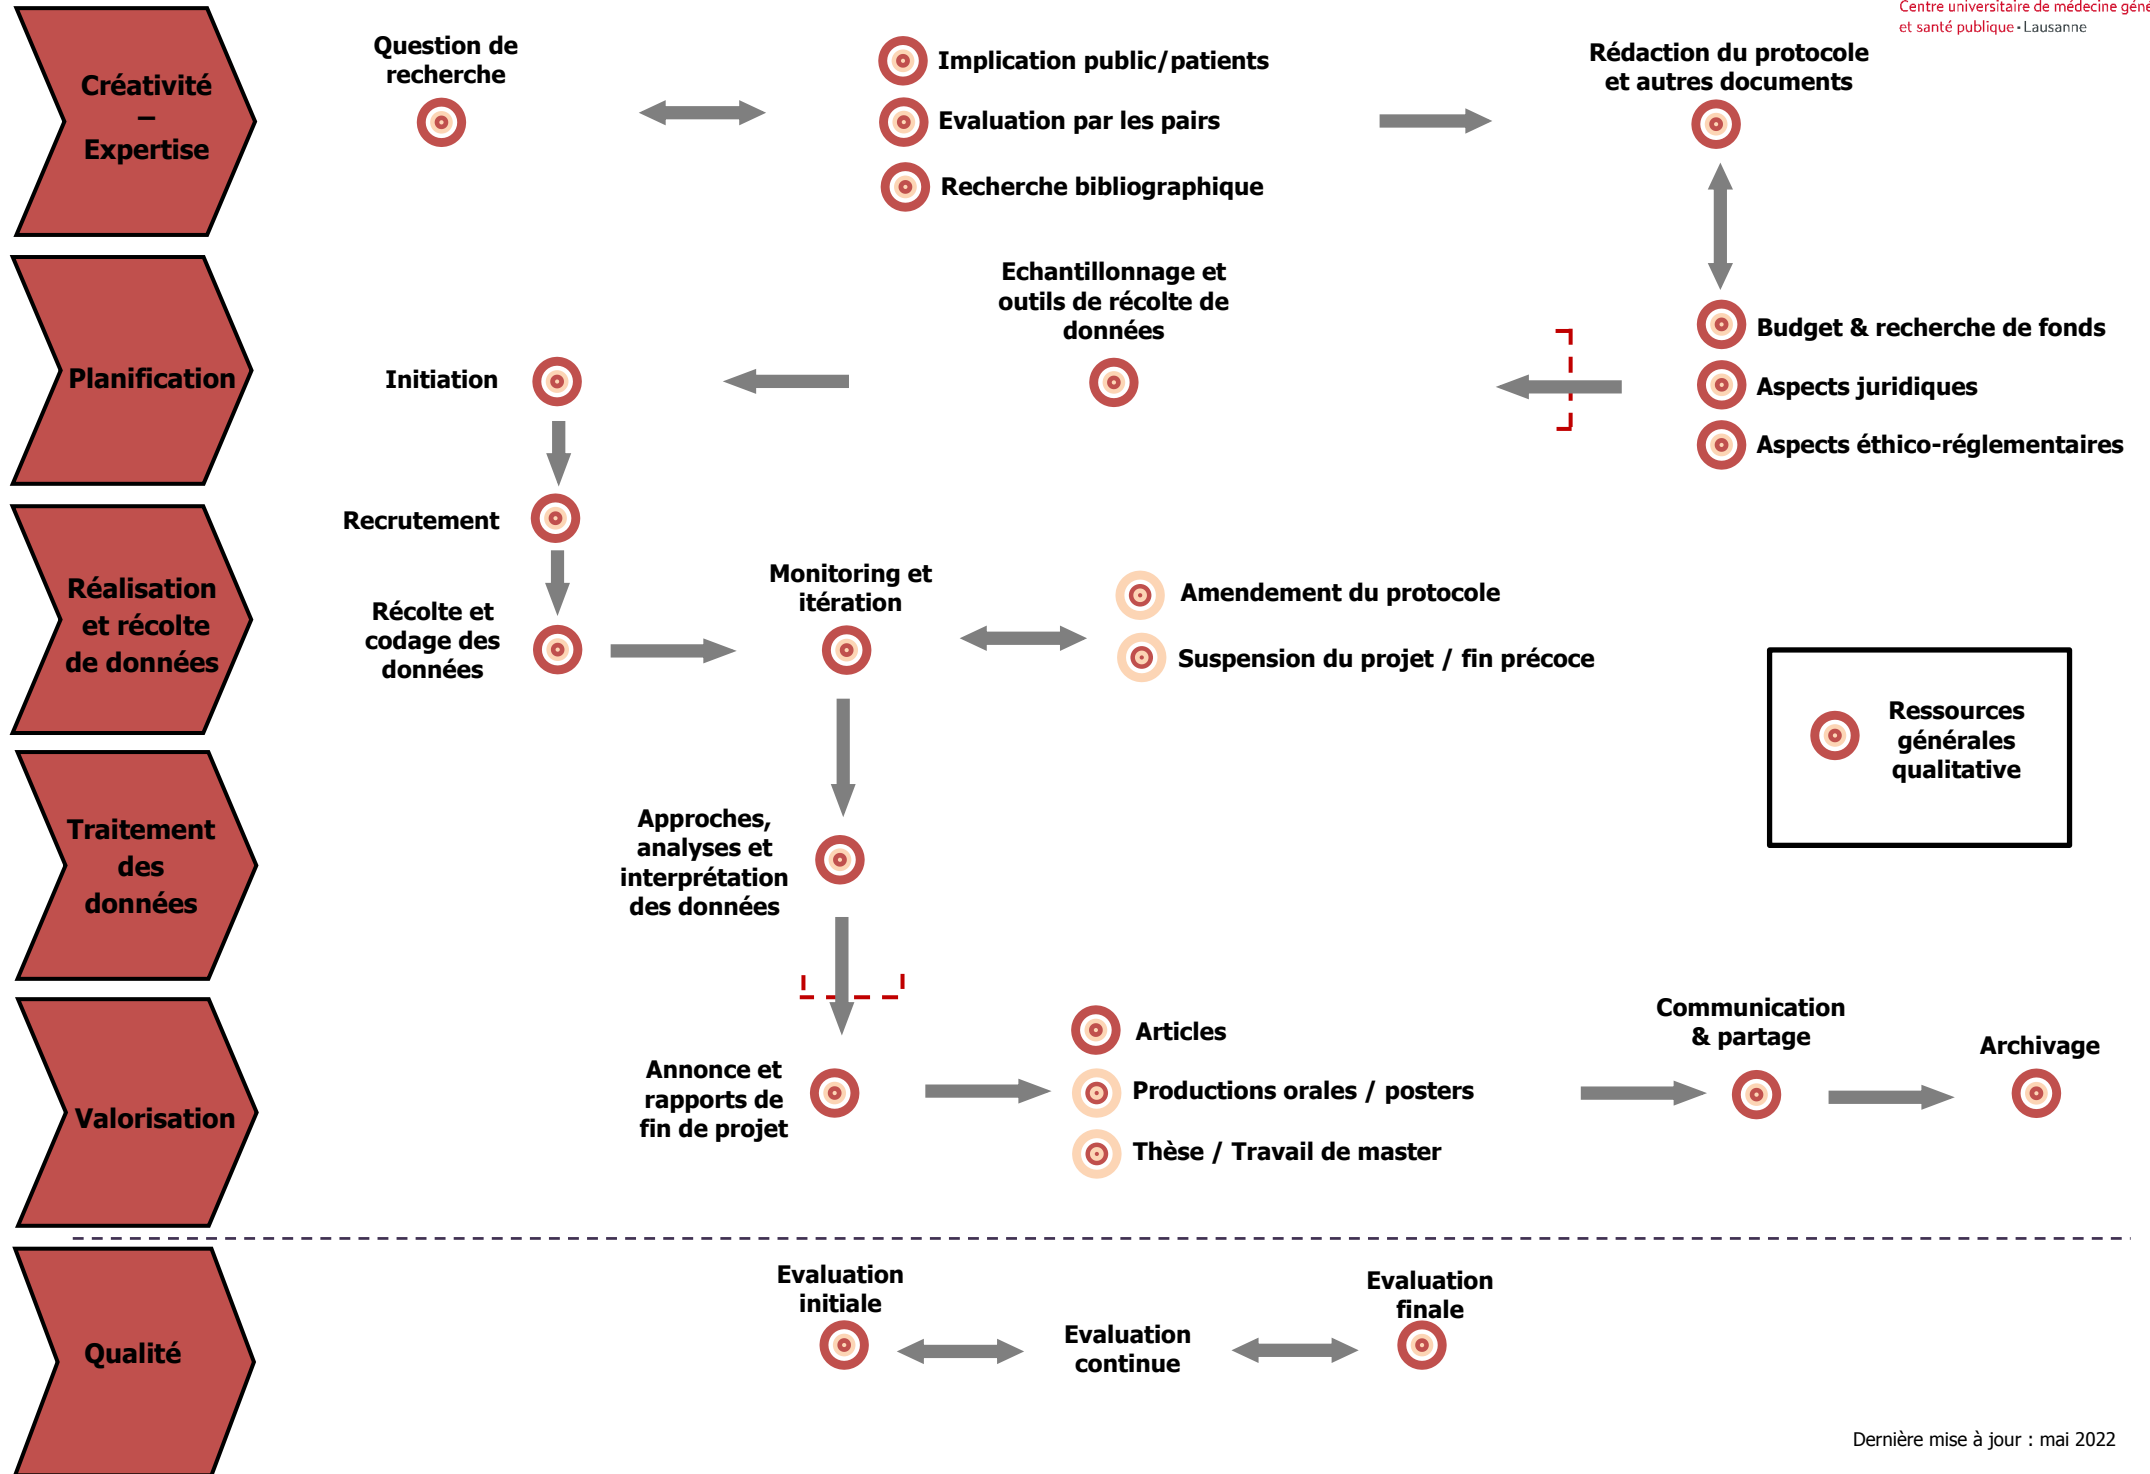 Centre universitaire de médecine géné
et santé publique • Lausanne
Créativité
–
Expertise
Question de
recherche
Implication public/patients
Evaluation par les pairs
Recherche bibliographique
Rédaction du protocole
et autres documents
Planification
Initiation
Echantillonnage et
outils de récolte de
données
Budget & recherche de fonds
Aspects juridiques
Aspects éthico-réglementaires
Réalisation
et récolte
de données
Recrutement
Récolte et
codage des
données
Monitoring et
itération
Amendement du protocole
Suspension du projet / fin précoce
Ressources
générales
qualitative
Traitement
des
données
Approches,
analyses et
interprétation
des données
Valorisation
Annonce et
rapports de
fin de projet
Articles
Productions orales / posters
Thèse / Travail de master
Communication
& partage
Archivage
Qualité
Evaluation
initiale
Evaluation
continue
Evaluation
finale
Dernière mise à jour : mai 2022